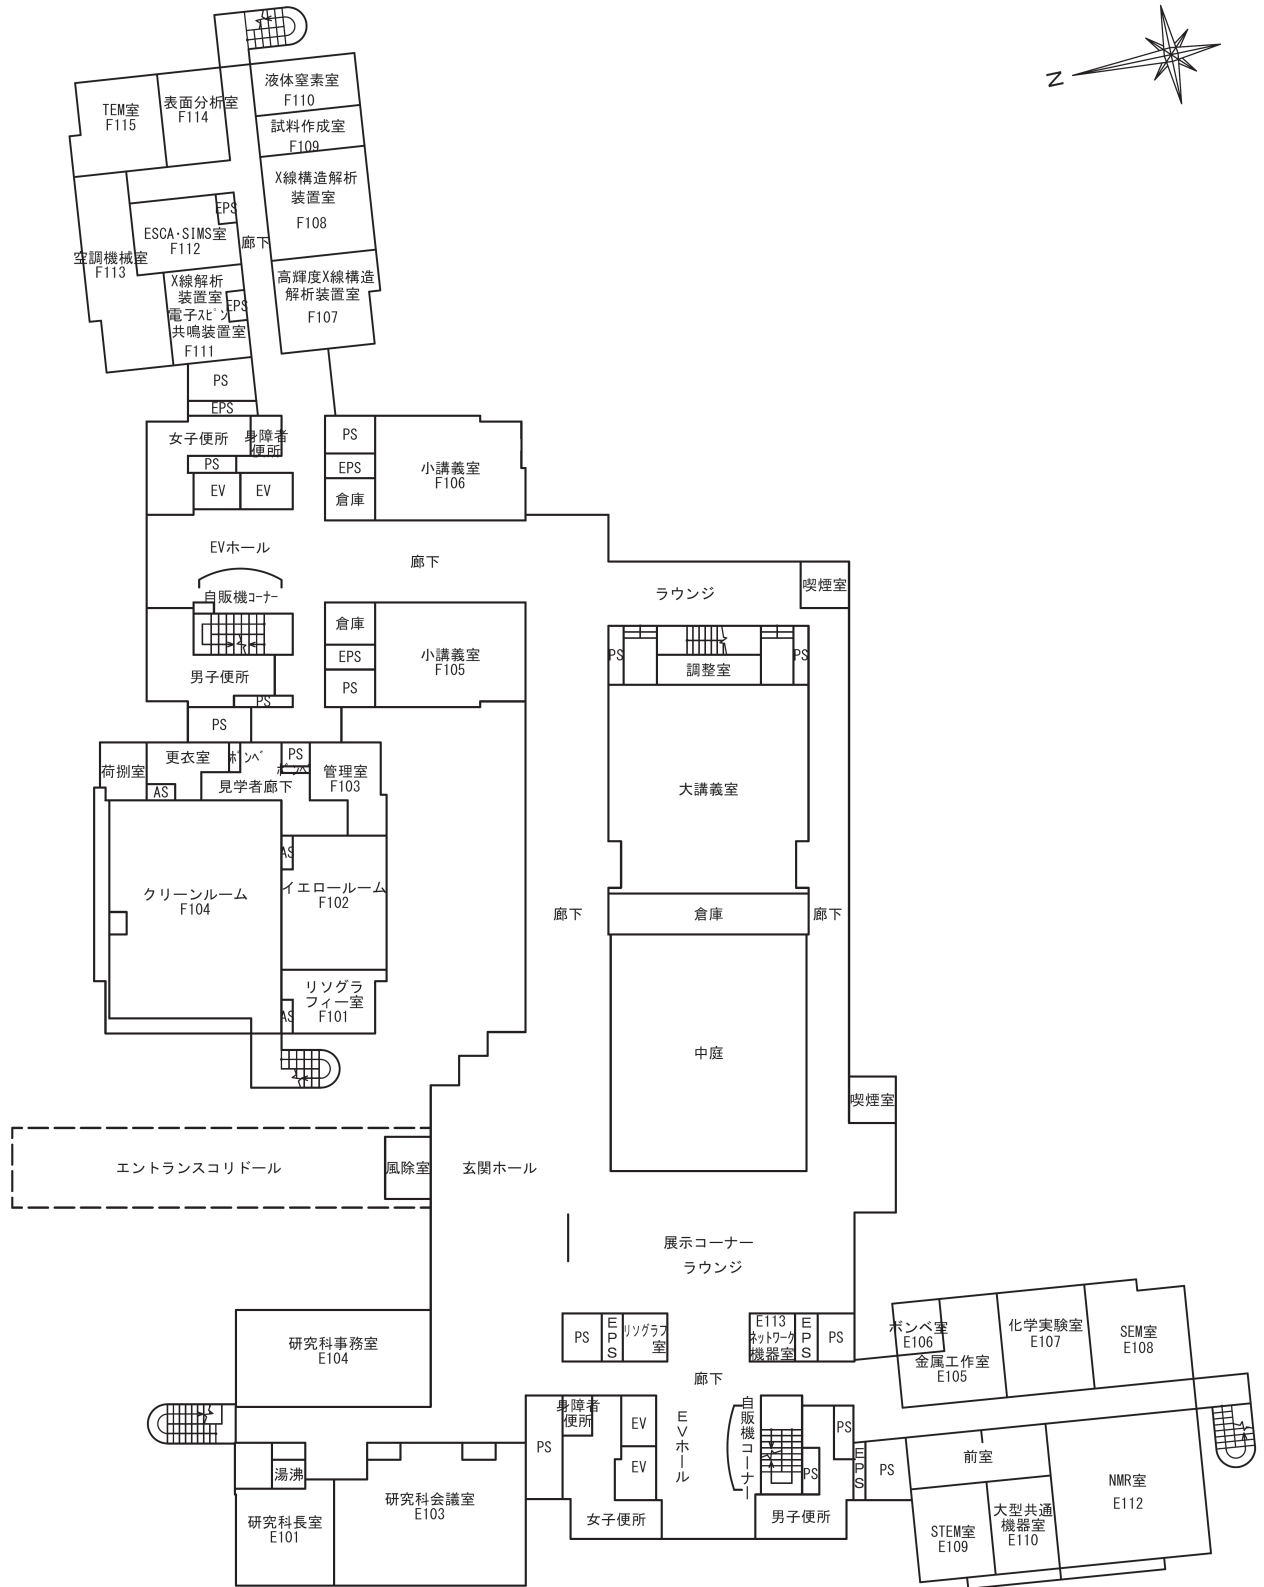 N
液体窒素室
F110
TEM室
F115
表面分析室
F114
試料作成室
F109
X線構造解析
装置室
F108
EPS
ESCA・SIMS室
F112
廊下
空調機械室
F113
X線解析
装置室
電子スピン
共鳴装置室
F111
EPS
高輝度X線構造
解析装置室
F107
PS
EPS
女子便所
身障者
便所
PS
EV
EV
PS
EPS
倉庫
小講義室
F106
EVホール
廊下
自販機コーナー
ラウンジ
喫煙室
倉庫
EPS
PS
小講義室
F105
男子便所
PS
PS
PS
調整室
PS
荷捌室
更衣室
ボンベ
PS
ボンベ
管理室
F103
AS
見学者廊下
大講義室
クリーンルーム
F104
AS
イエロールーム
F102
廊下
倉庫
廊下
リソグラ
フィー室
F101
AS
中庭
喫煙室
エントランスコリドール
風除室
玄関ホール
展示コーナー
ラウンジ
研究科事務室
E104
PS
EPS
リソグラフ
室
E113
ネットワーク
機器室
EPS
PS
ボンベ室
E106
金属工作室
E105
化学実験室
E107
SEM室
E108
廊下
身障者
便所
PS
EV
EV
EVホール
自販機コーナー
PS
PS
EPS
PS
前室
NMR室
E112
湯沸
研究科長室
E101
研究科会議室
E103
女子便所
男子便所
STEM室
E109
大型共通
機器室
E110